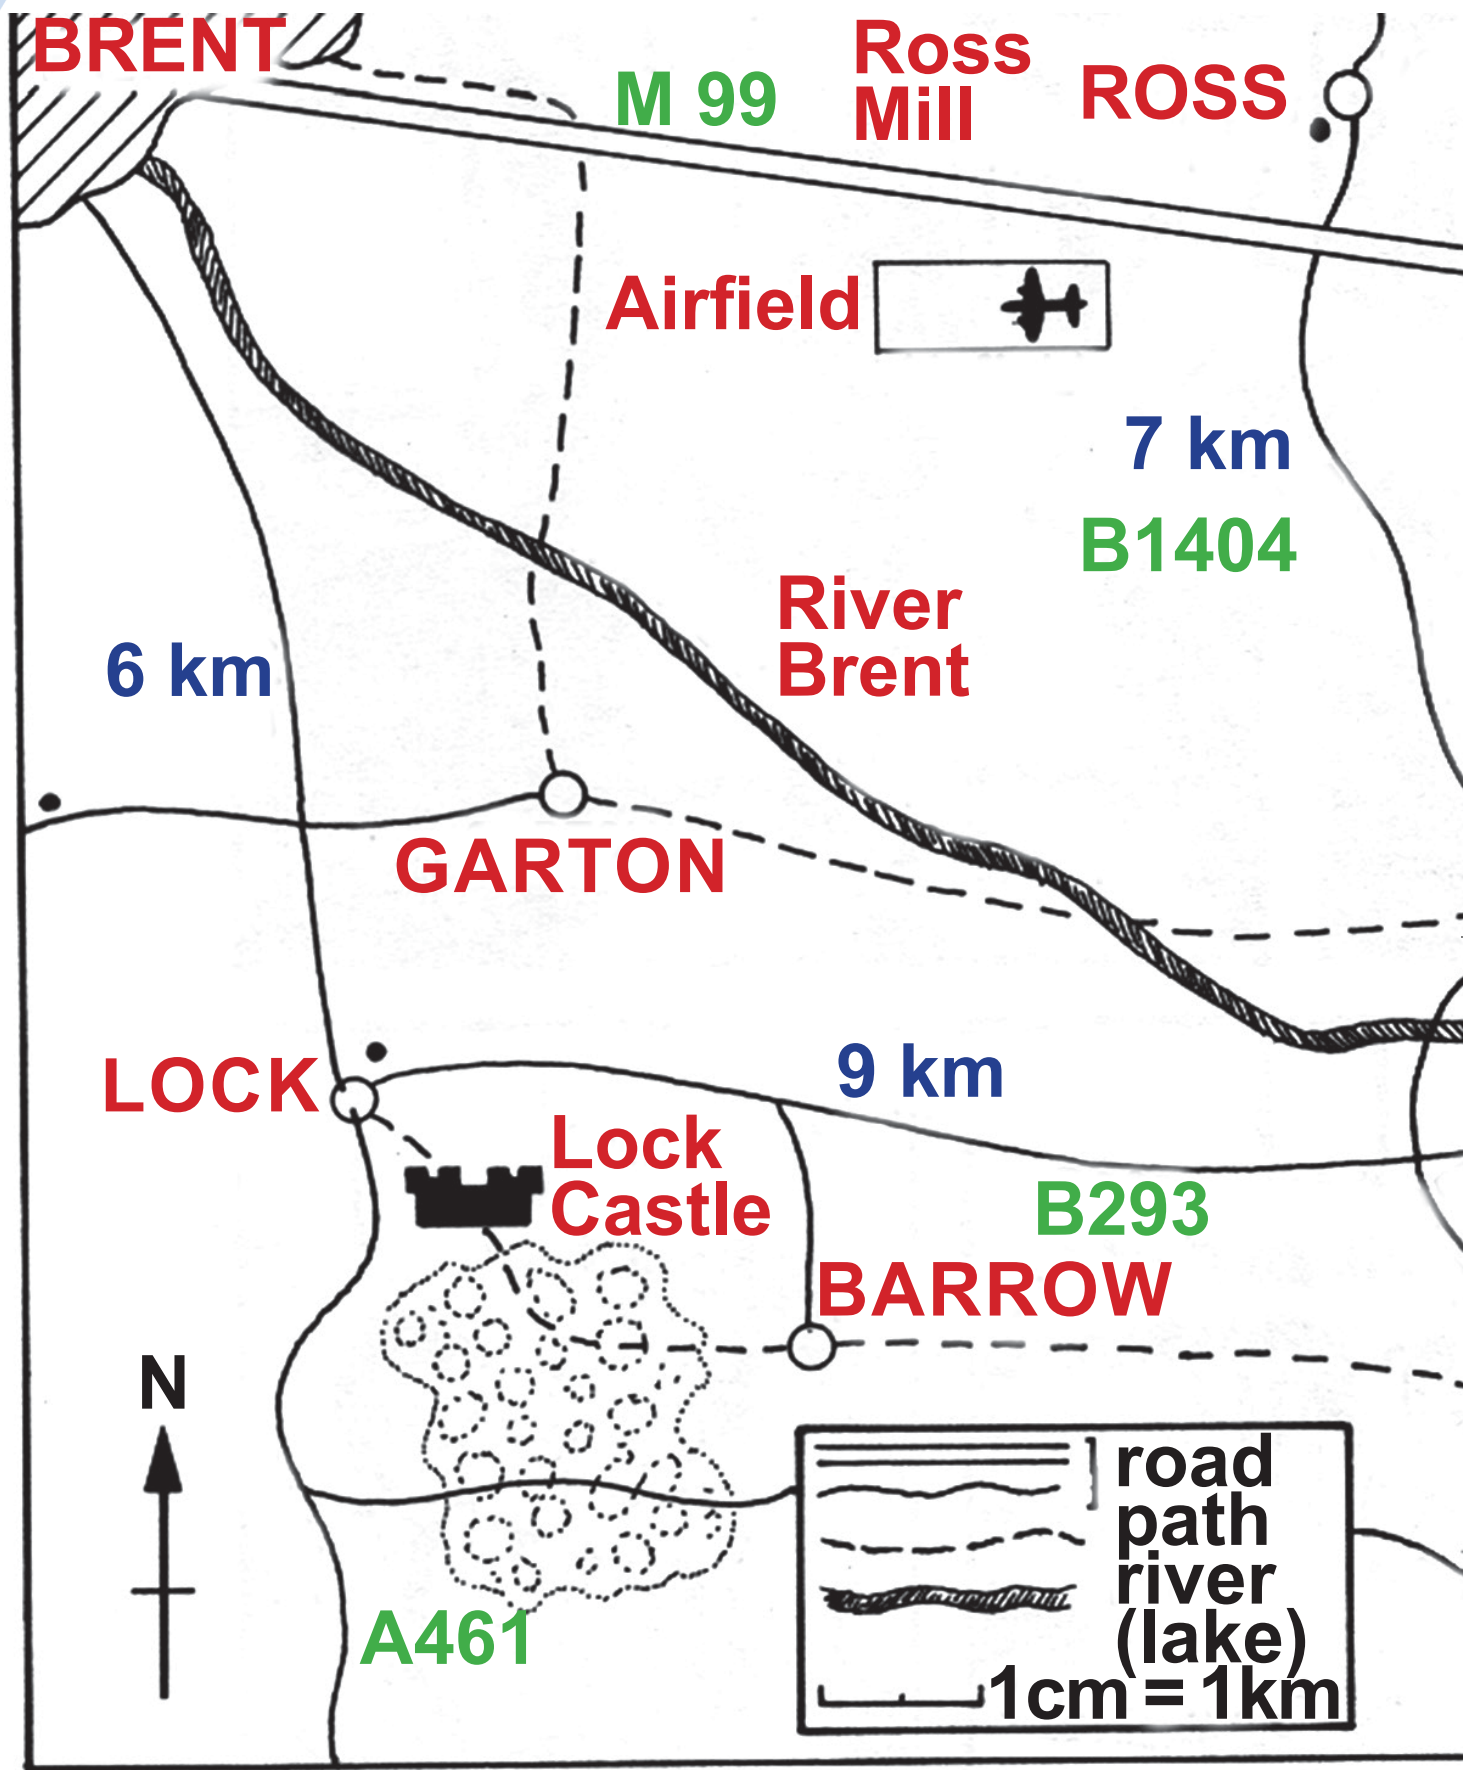 BRENT
M 99
Ross
Mill
ROSS
Airfield
7 km
B1404
River
Brent
6 km
GARTON
LOCK
9 km
Lock
Castle
B293
BARROW
N
road
path
river
(lake)
1cm = 1km
A461